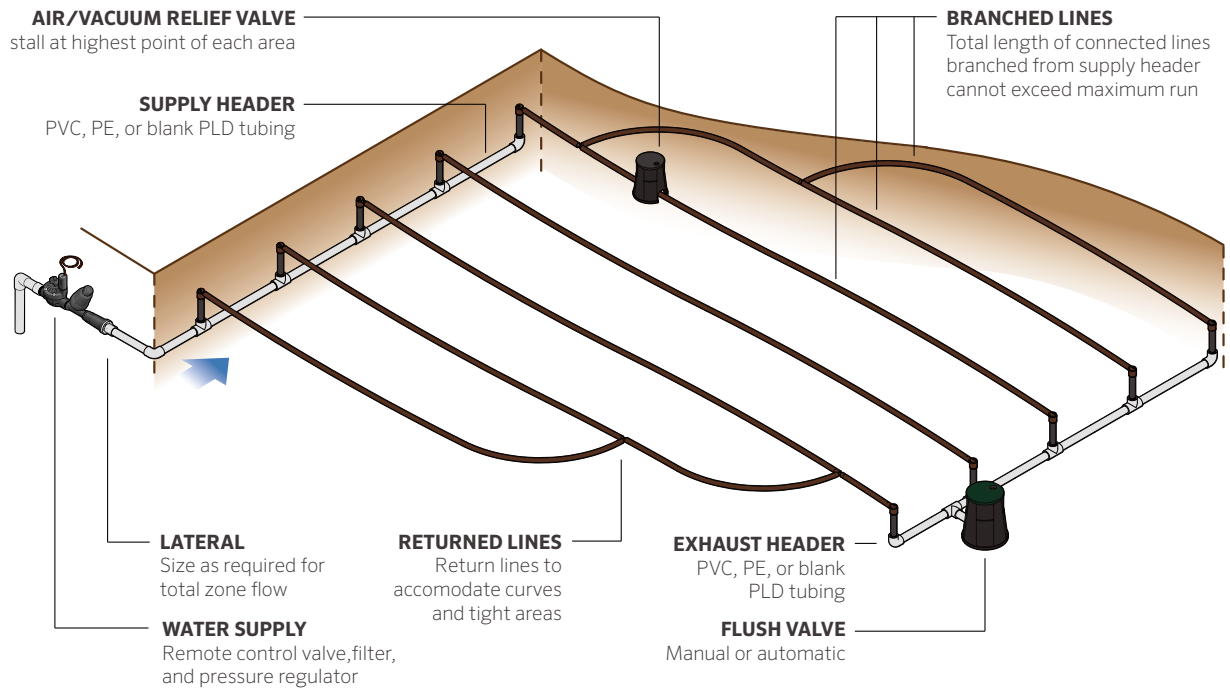 AIR/VACUUM RELIEF VALVE
stall at highest point of each area
SUPPLY HEADER
PVC, PE, or blank PLD tubing
BRANCHED LINES
Total length of connected lines
branched from supply header
cannot exceed maximum run
LATERAL
Size as required for
total zone flow
WATER SUPPLY
Remote control valve,filter,
and pressure regulator
RETURNED LINES
Return lines to
accomodate curves
and tight areas
EXHAUST HEADER
PVC, PE, or blank
PLD tubing
FLUSH VALVE
Manual or automatic